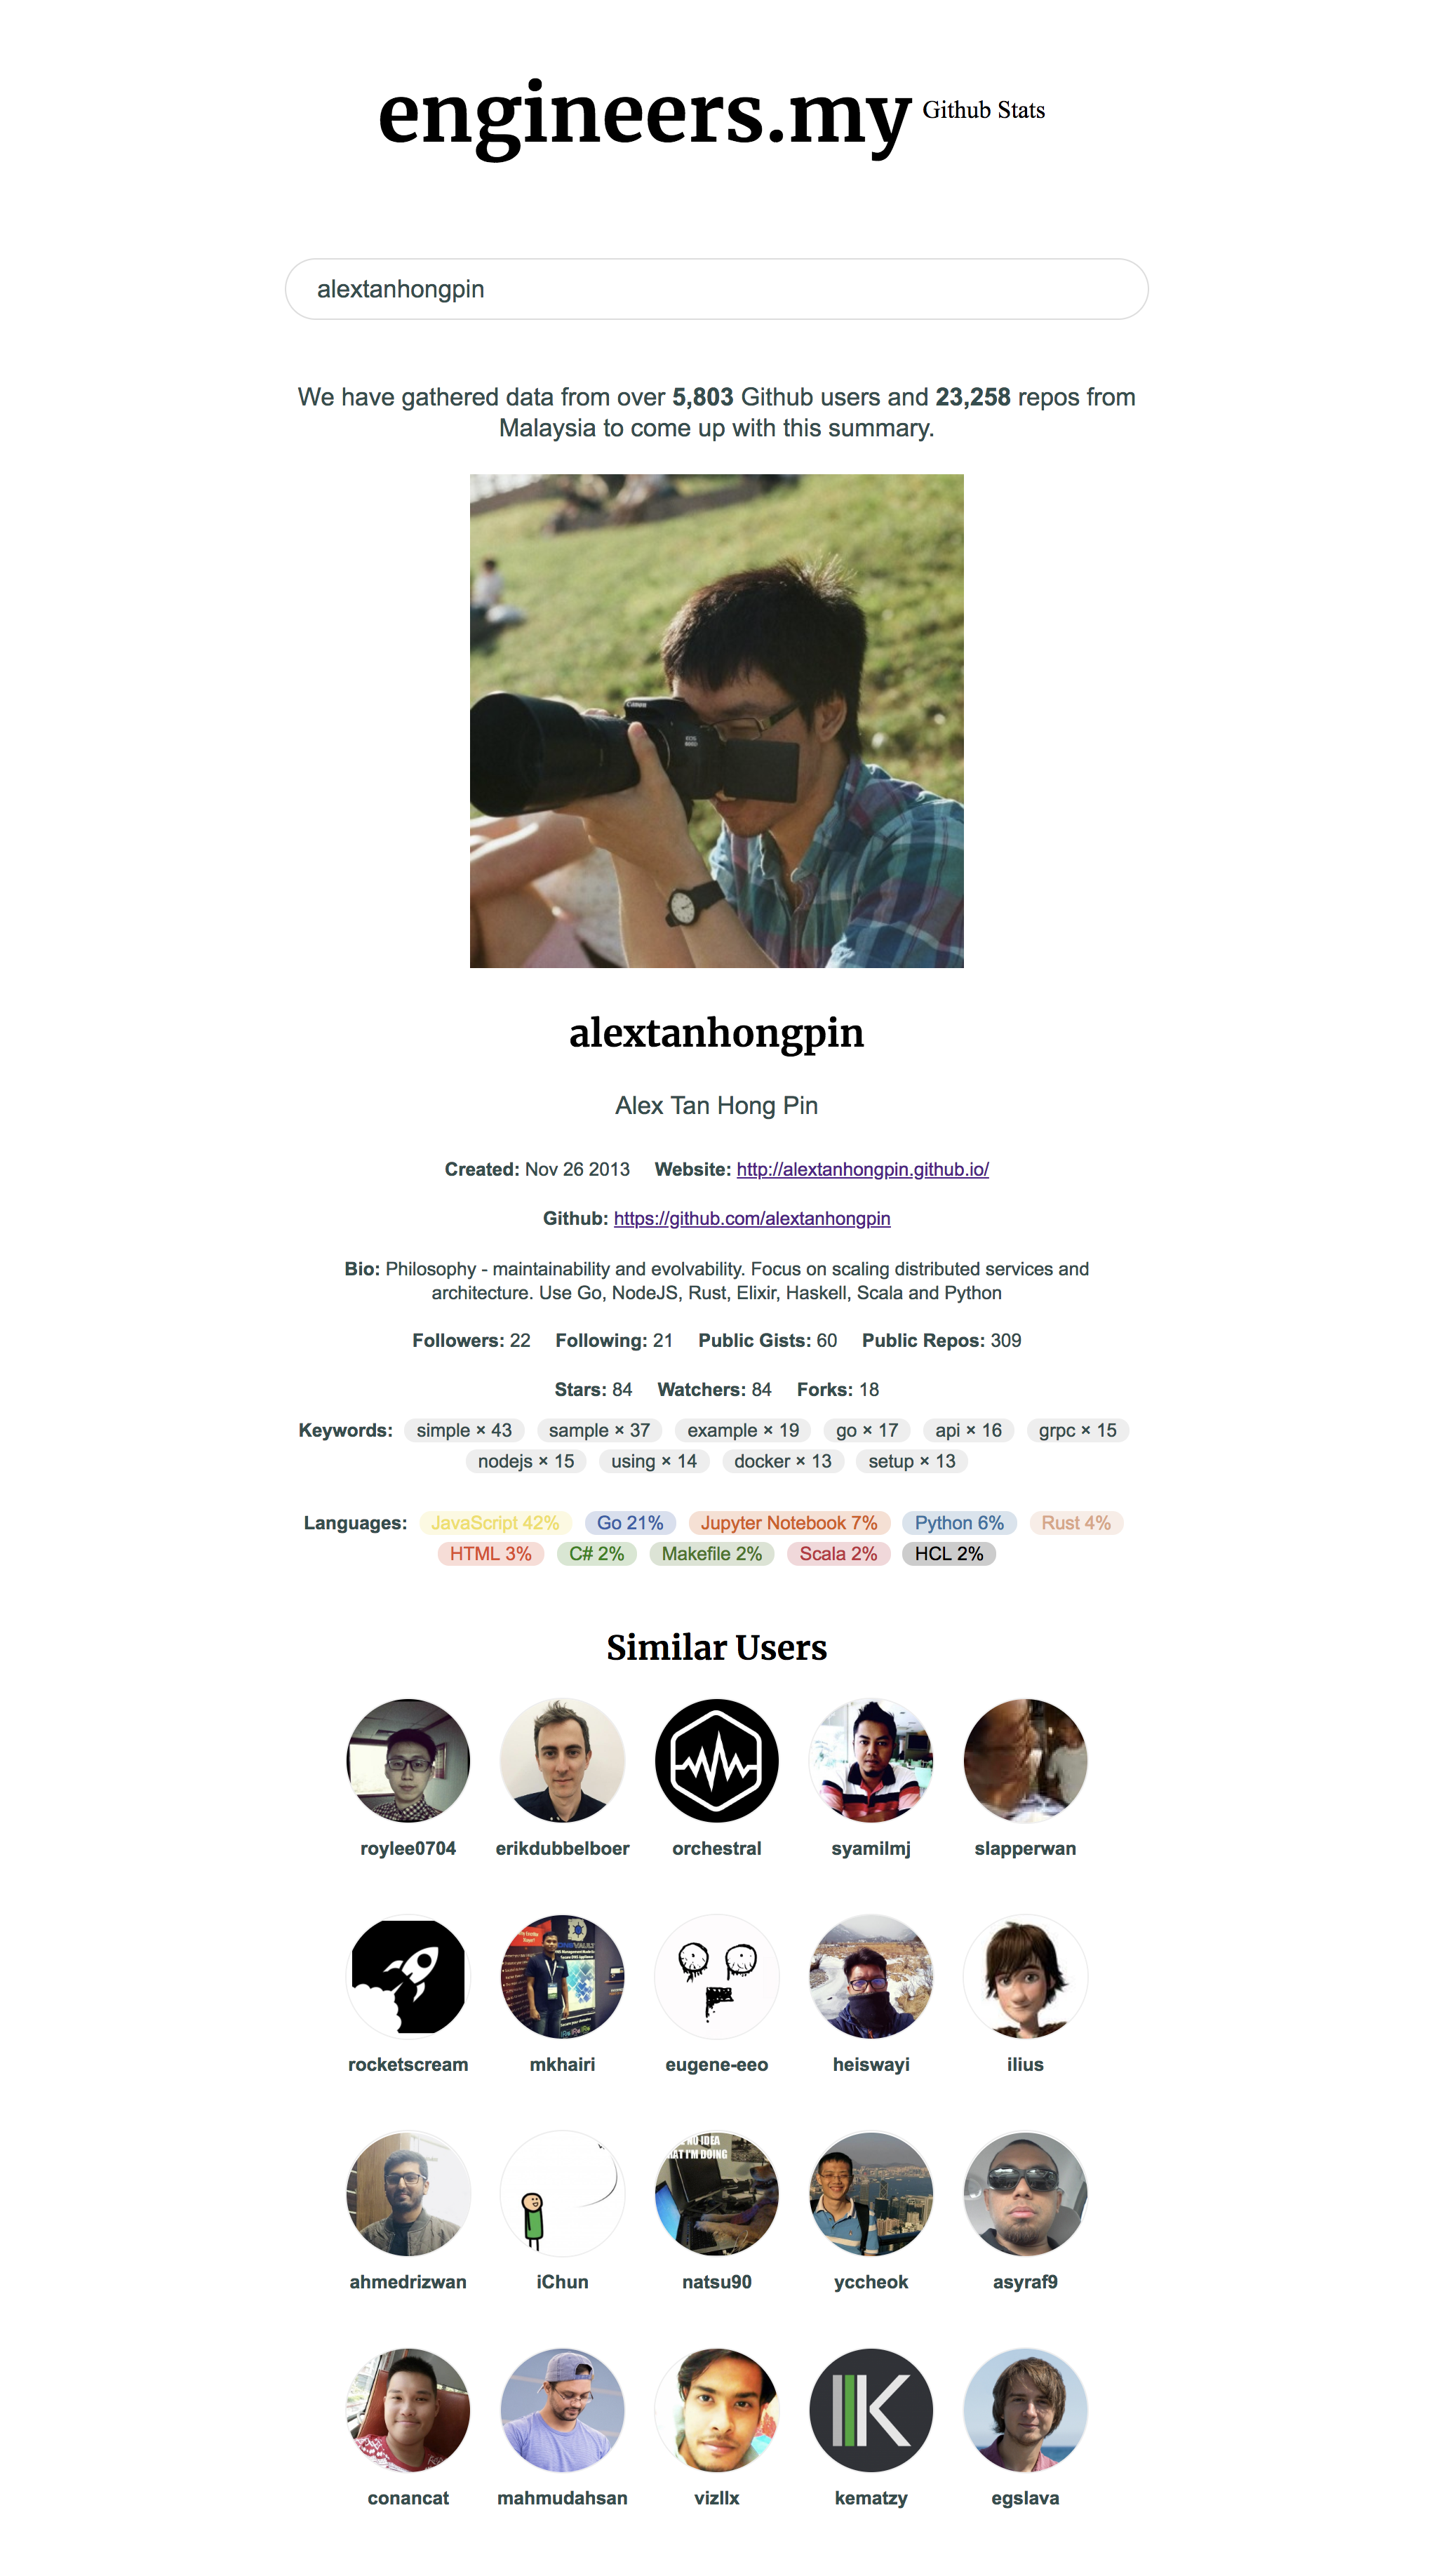 engineers.my Github Stats
alextanhongpin
We have gathered data from over 5,803 Github users and 23,258 repos from
Malaysia to come up with this summary.
Canon
EOS
alextanhongpin
Alex Tan Hong Pin
Created: Nov 26 2013 Website: http://alextanhongpin.github.io/
Github: https://github.com/alextanhongpin
Bio: Philosophy - maintainability and evolvability. Focus on scaling distributed services and
architecture. Use Go, NodeJS, Rust, Elixir, Haskell, Scala and Python
Followers: 22 Following: 21 Public Gists: 60 Public Repos: 309
Stars: 84 Watchers: 84 Forks: 18
Keywords: simple × 43 sample × 37 example × 19 go × 17 api × 16 grpc × 15
nodejs × 15 using × 14 docker × 13 setup × 13
Languages: JavaScript 42% Go 21% Jupyter Notebook 7% Python 6% Rust 4%
HTML 3% C# 2% Makefile 2% Scala 2% HCL 2%
Similar Users
roylee0704 erikdubbelboer orchestral syamilmj slapperwan
rocketscream mkhairi eugene-eeo heiswayi ilius
NO IDEA
AT I'M DOING
ahmedrizwan iChun natsu90 yccheok asyraf9
K
conancat mahmudahsan vizllx kematzy egslava